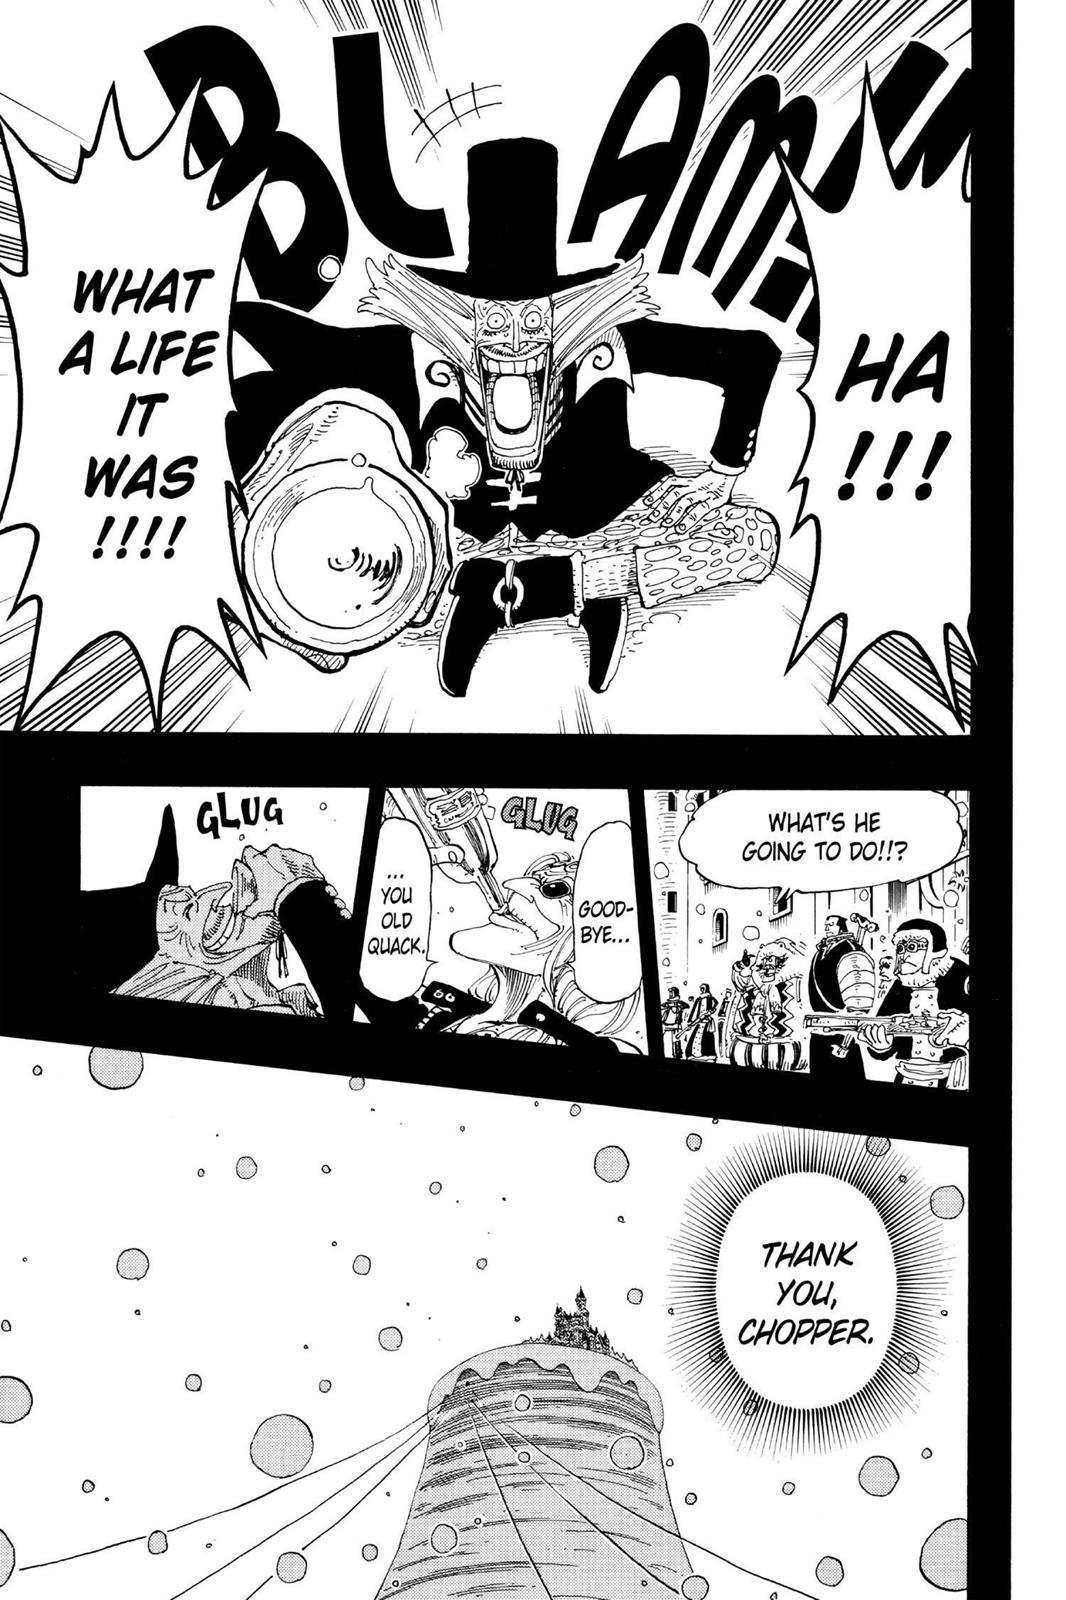 HA
!!!
BLAM!!
WHAT
A LIFE
IT
WAS
!!!!
WHAT'S HE
GOING TO DO!!?
GLUG
GOOD-
BYE...
...
YOU
OLD
QUACK.
GLUG
THANK
YOU,
CHOPPER.